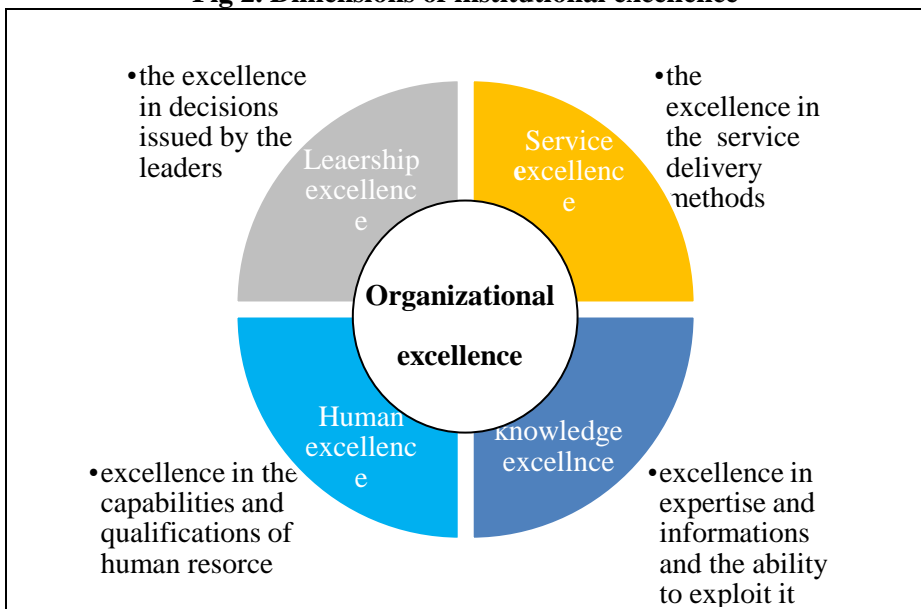 Fig 2. Dimensions of institutional excellence
•the excellence
in decisions
issued by the
leaders
Leaership
excellenc
e
Service
excellenc
e
•the
excellence in
the service
delivery
methods
Organizational
excellence
Human
excellenc
e
knowledge
excellnce
•excellence in the
capabilities and
qualifications of
human resorce
•excellence in
expertise and
informations
and the ability
to exploit it